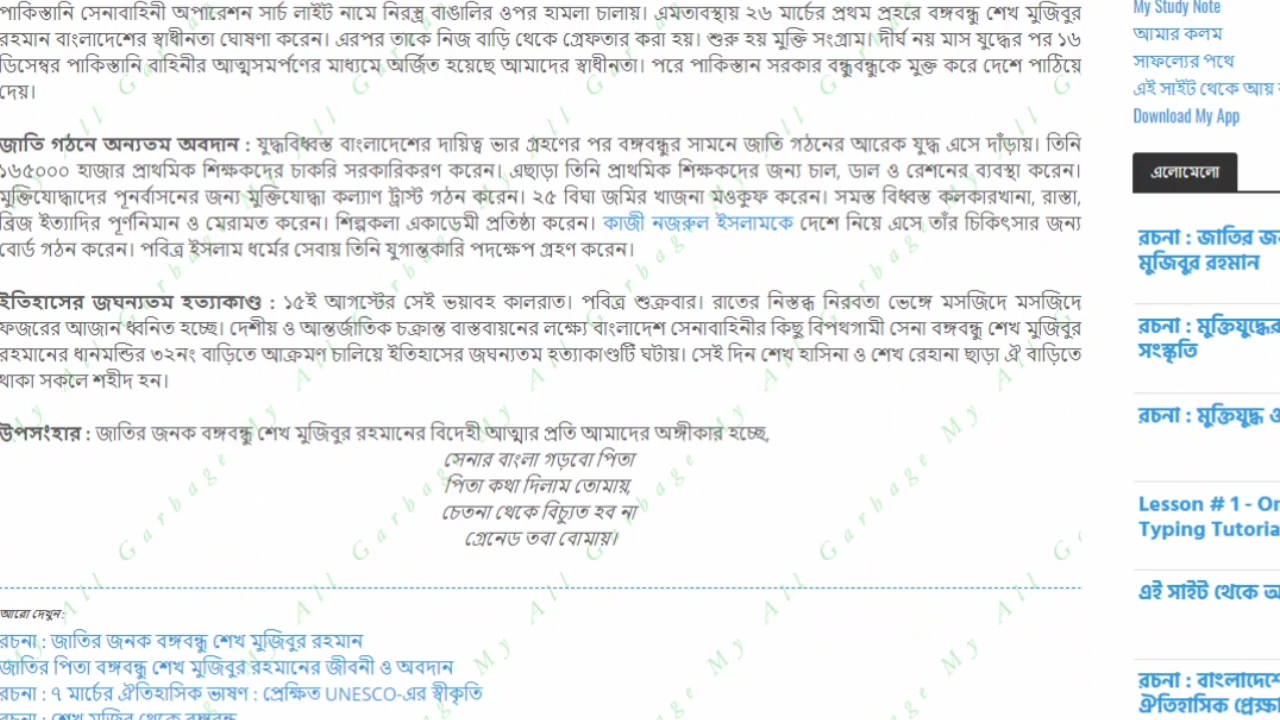 পাকিস্তানি সেনাবাহিনী অপারেশন সার্চ লাইট নামে নিরস্ত্র বাঙালির ওপর হামলা চালায়। এমতাবস্থায় ২৬ মার্চের প্রথম প্রহরে বঙ্গবন্ধু শেখ মুজিবুর
রহমান বাংলাদেশের স্বাধীনতা ঘোষণা করেন। এরপর তাকে নিজ বাড়ি থেকে গ্রেফতার করা হয়। শুরু হয় মুক্তি সংগ্রাম। দীর্ঘ নয় মাস যুদ্ধের পর ১৬
ডিসেম্বর পাকিস্তানি বাহিনীর আত্মসমর্পণের মাধ্যমে অর্জিত হয়েছে আমাদের স্বাধীনতা। পরে পাকিস্তান সরকার বন্ধুবন্ধুকে মুক্ত করে দেশে পাঠিয়ে
দেয়।
জাতি গঠনে অন্যতম অবদান : যুদ্ধবিধ্বস্ত বাংলাদেশের দায়িত্ব ভার গ্রহণের পর বঙ্গবন্ধুর সামনে জাতি গঠনের আরেক যুদ্ধ এসে দাঁড়ায়। তিনি
১৬৫০০০ হাজার প্রাথমিক শিক্ষকদের চাকরি সরকারিকরণ করেন। এছাড়া তিনি প্রাথমিক শিক্ষকদের জন্য চাল, ডাল ও রেশনের ব্যবস্থা করেন।
মুক্তিযোদ্ধাদের পূনর্বাসনের জন্য মুক্তিযোদ্ধা কল্যাণ ট্রাস্ট গঠন করেন। ২৫ বিঘা জমির খাজনা মওকুফ করেন। সমস্ত বিধ্বস্ত কলকারখানা, রাস্তা,
ব্রিজ ইত্যাদির পূর্ণনিমান ও মেরামত করেন। শিল্পকলা একাডেমী প্রতিষ্ঠা করেন। কাজী নজরুল ইসলামকে দেশে নিয়ে এসে তাঁর চিকিৎসার জন্য
বোর্ড গঠন করেন। পবিত্র ইসলাম ধর্মের সেবায় তিনি যুগান্তকারি পদক্ষেপ গ্রহণ করেন।
ইতিহাসের জঘন্যতম হত্যাকাণ্ড : ১৫ই আগস্টের সেই ভয়াবহ কালরাত। পবিত্র শুক্রবার। রাতের নিস্তব্ধ নিরবতা ভেঙ্গে মসজিদে মসজিদে
ফজরের আজান ধ্বনিত হচ্ছে। দেশীয় ও আন্তর্জাতিক চক্রান্ত বাস্তবায়নের লক্ষ্যে বাংলাদেশ সেনাবাহিনীর কিছু বিপথগামী সেনা বঙ্গবন্ধু শেখ মুজিবুর
রহমানের ধানমন্ডির ৩২নং বাড়িতে আক্রমণ চালিয়ে ইতিহাসের জঘন্যতম হত্যাকাণ্ডটি ঘটায়। সেই দিন শেখ হাসিনা ও শেখ রেহানা ছাড়া ঐ বাড়িতে
থাকা সকলে শহীদ হন।
উপসংহার : জাতির জনক বঙ্গবন্ধু শেখ মুজিবুর রহমানের বিদেহী আত্মার প্রতি আমাদের অঙ্গীকার হচ্ছে,
সেনার বাংলা গড়বো পিতা
পিতা কথা দিলাম তোমায়,
চেতনা থেকে বিচ্যুত হব না
গ্রেনেড তবা বোমায়।
আরো দেখুন:
রচনা : জাতির জনক বঙ্গবন্ধু শেখ মুজিবুর রহমান
জাতির পিতা বঙ্গবন্ধু শেখ মুজিবুর রহমানের জীবনী ও অবদান
রচনা : ৭ মার্চের ঐতিহাসিক ভাষণ : প্রেক্ষিত UNESCO-এর স্বীকৃতি
রচনা : শেখ মুজিব থেকে বঙ্গবন্ধু
My Study Note
আমার কলম
সাফল্যের পথে
এই সাইট থেকে আয়
Download My App
এলোমেলো
রচনা : জাতির জন
মুজিবুর রহমান
রচনা : মুক্তিযুদ্ধের
সংস্কৃতি
রচনা : মুক্তিযুদ্ধ ও
Lesson # 1 - On
Typing Tutoria
এই সাইট থেকে আ
রচনা : বাংলাদেশে
ঐতিহাসিক প্রেক্ষা
My All Garbage